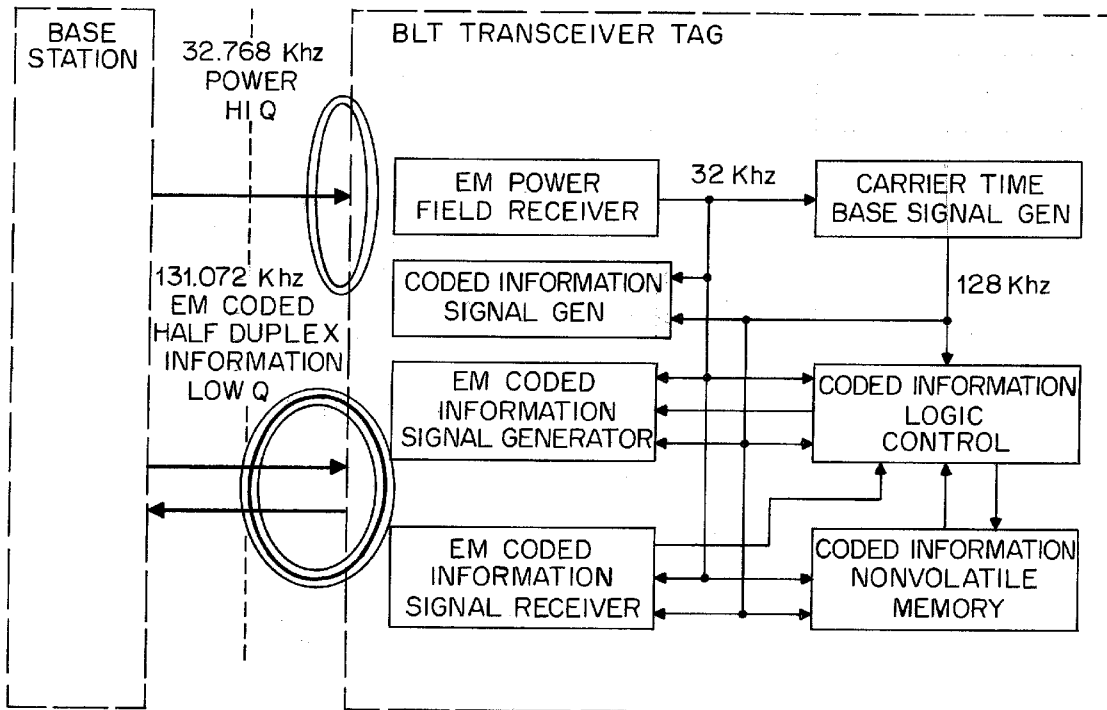 BASE
STATION
32.768 Khz
POWER
HI Q
BLT TRANSCEIVER TAG
EM POWER
FIELD RECEIVER
32 Khz
CARRIER TIME
BASE SIGNAL GEN
131.072 Khz
EM CODED
HALF DUPLEX
INFORMATION
LOW Q
CODED INFORMATION
SIGNAL GEN
128 Khz
EM CODED
INFORMATION
SIGNAL GENERATOR
CODED INFORMATION
LOGIC
CONTROL
EM CODED
INFORMATION
SIGNAL RECEIVER
CODED INFORMATION
NONVOLATILE
MEMORY